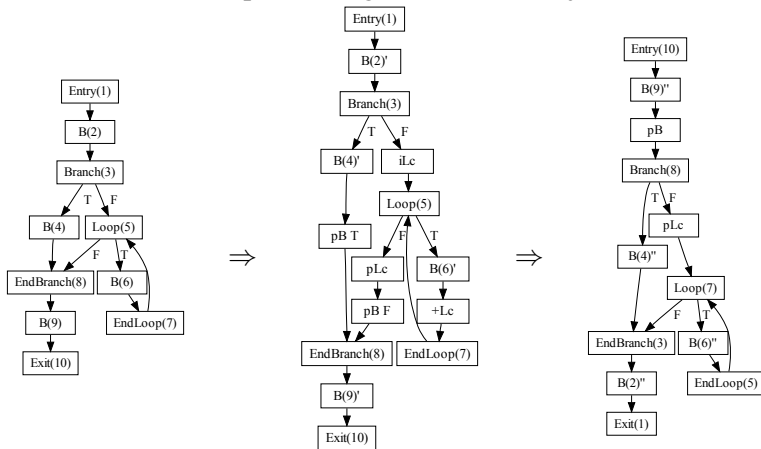 Entry(1)
B(2)
Branch(3)
T
F
B(4)
Loop(5)
F
T
EndBranch(8)
B(6)
B(9)
EndLoop(7)
Exit(10)
⇒
Entry(1)
B(2)'
Branch(3)
T
F
B(4)'
iLc
Loop(5)
pB T
F
T
pLc
B(6)'
pB F
+Lc
EndBranch(8)
EndLoop(7)
B(9)'
Exit(10)
⇒
Entry(10)
B(9)''
pB
Branch(8)
T
F
pLc
B(4)''
Loop(7)
F
T
EndBranch(3)
B(6)''
B(2)''
EndLoop(5)
Exit(1)